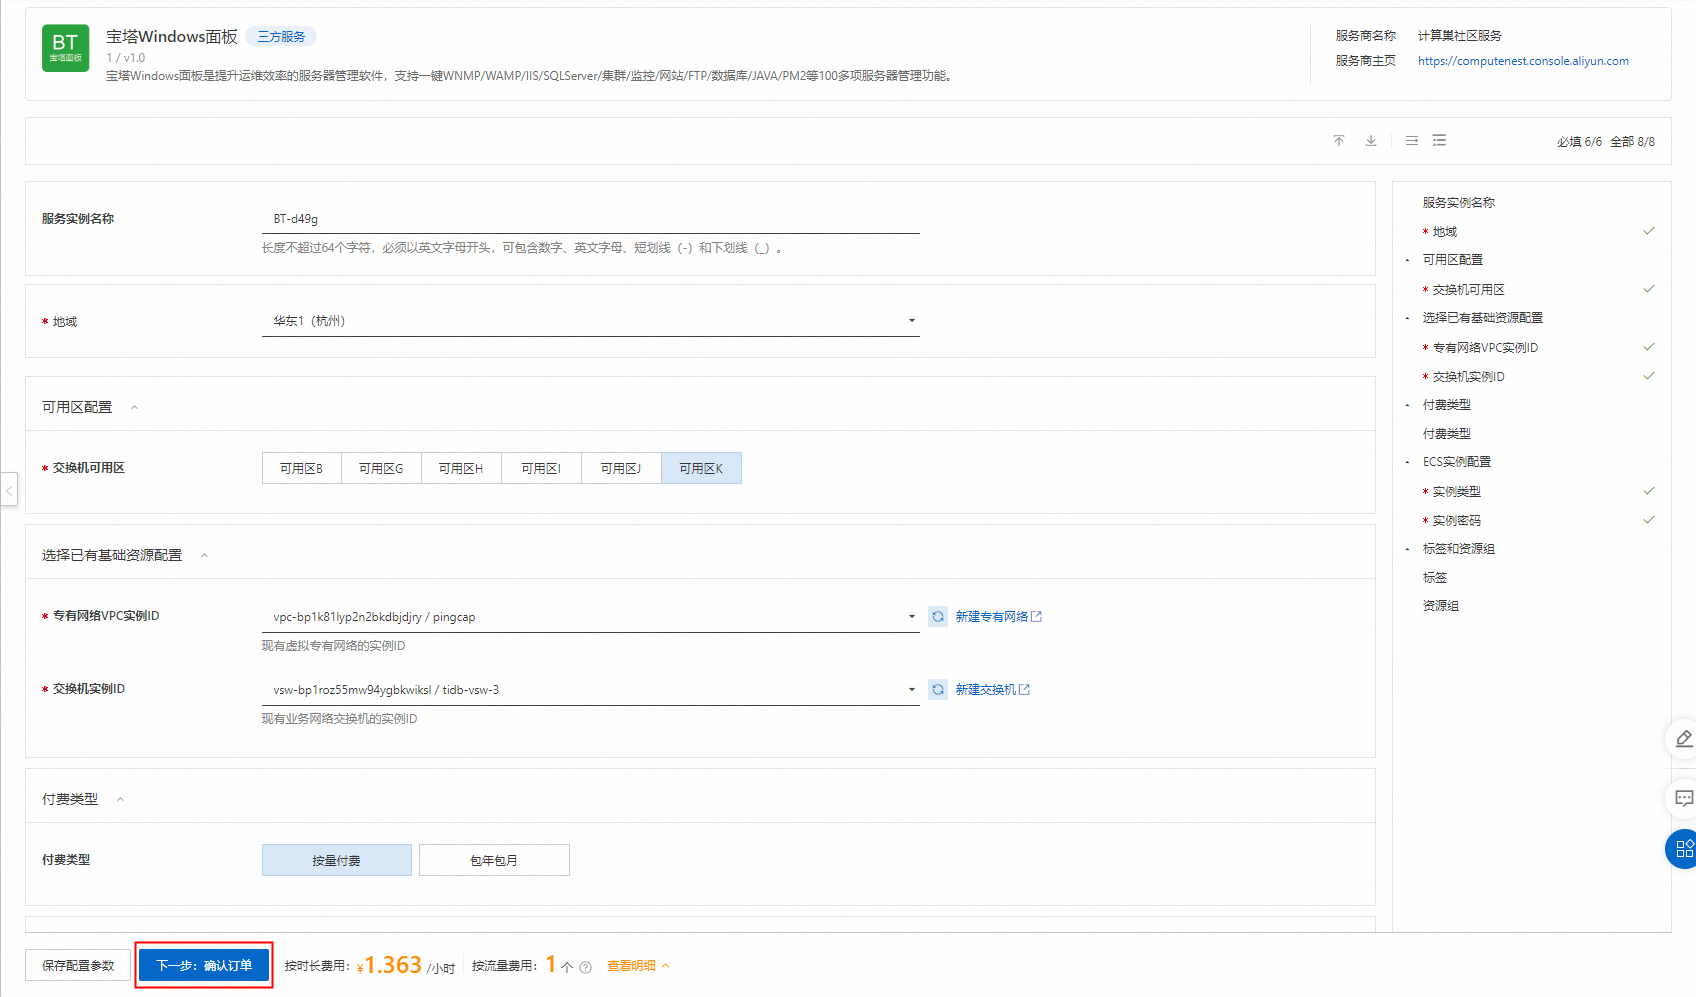 BT
宝塔面板
宝塔Windows面板 三方服务
1 / v1.0
宝塔Windows面板是提升运维效率的服务器管理软件，支持一键WNMP/WAMP/IIS/SQLServer/集群/监控/网站/FTP/数据库/JAVA/PM2等100多项服务器管理功能。
服务商名称 计算巢社区服务
服务商主页 https://computenest.console.aliyun.com
必填 6/6 全部 8/8
服务实例名称 BT-d49g
长度不超过64个字符，必须以英文字母开头，可包含数字、英文字母、短划线（-）和下划线（_）。
* 地域 华东1（杭州）
可用区配置
* 交换机可用区 可用区B 可用区G 可用区H 可用区I 可用区J 可用区K
选择已有基础资源配置
* 专有网络VPC实例ID vpc-bp1k81lyp2n2bkdbjdjry / pingcap 新建专有网络
现有虚拟专有网络的实例ID
* 交换机实例ID vsw-bp1roz55mw94ygbkwiksl / tidb-vsw-3 新建交换机
现有业务网络交换机的实例ID
付费类型
付费类型 按量付费 包年包月
服务实例名称
* 地域
可用区配置
* 交换机可用区
选择已有基础资源配置
* 专有网络VPC实例ID
* 交换机实例ID
付费类型
付费类型
ECS实例配置
* 实例类型
* 实例密码
标签和资源组
标签
资源组
保存配置参数 下一步：确认订单 按时长费用：¥1.363 /小时 按流量费用：1 个 查看明细